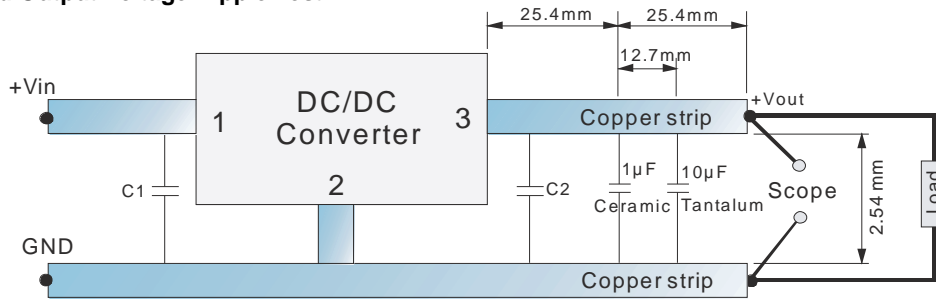 25.4mm 25.4mm
12.7mm
+Vin
DC/DC
Converter
1
3
2
Copper strip
+Vout
C1
C2
1µF
Ceramic
10µF
Tantalum
Scope
2.54 mm
Load
GND
Copper strip